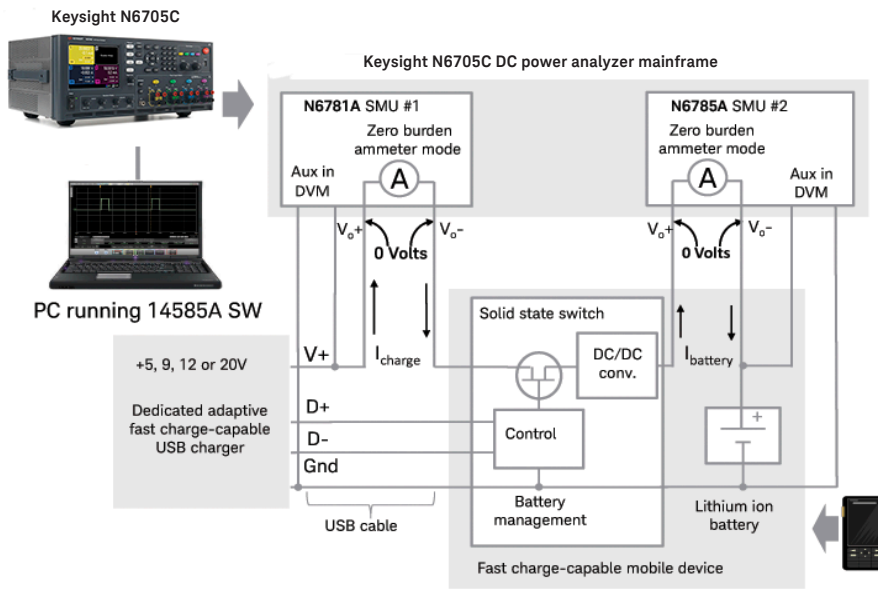 Keysight N6705C
Keysight N6705C DC power analyzer mainframe
N6781A SMU #1
Zero burden
ammeter mode
Aux in
DVM
A
Vo+
Vo-
0 Volts
N6785A SMU #2
Zero burden
ammeter mode
A
Aux in
DVM
Vo+
Vo-
0 Volts
PC running 14585A SW
+5, 9, 12 or 20V
Dedicated adaptive
fast charge-capable
USB charger
V+
D+
D-
Gnd
Icharge
USB cable
Solid state switch
DC/DC
conv.
Control
Battery
management
Ibattery
+
Lithium ion
battery
Fast charge-capable mobile device